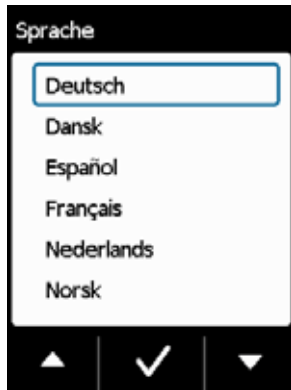 Sprache
Deutsch
Dansk
Español
Français
Nederlands
Norsk